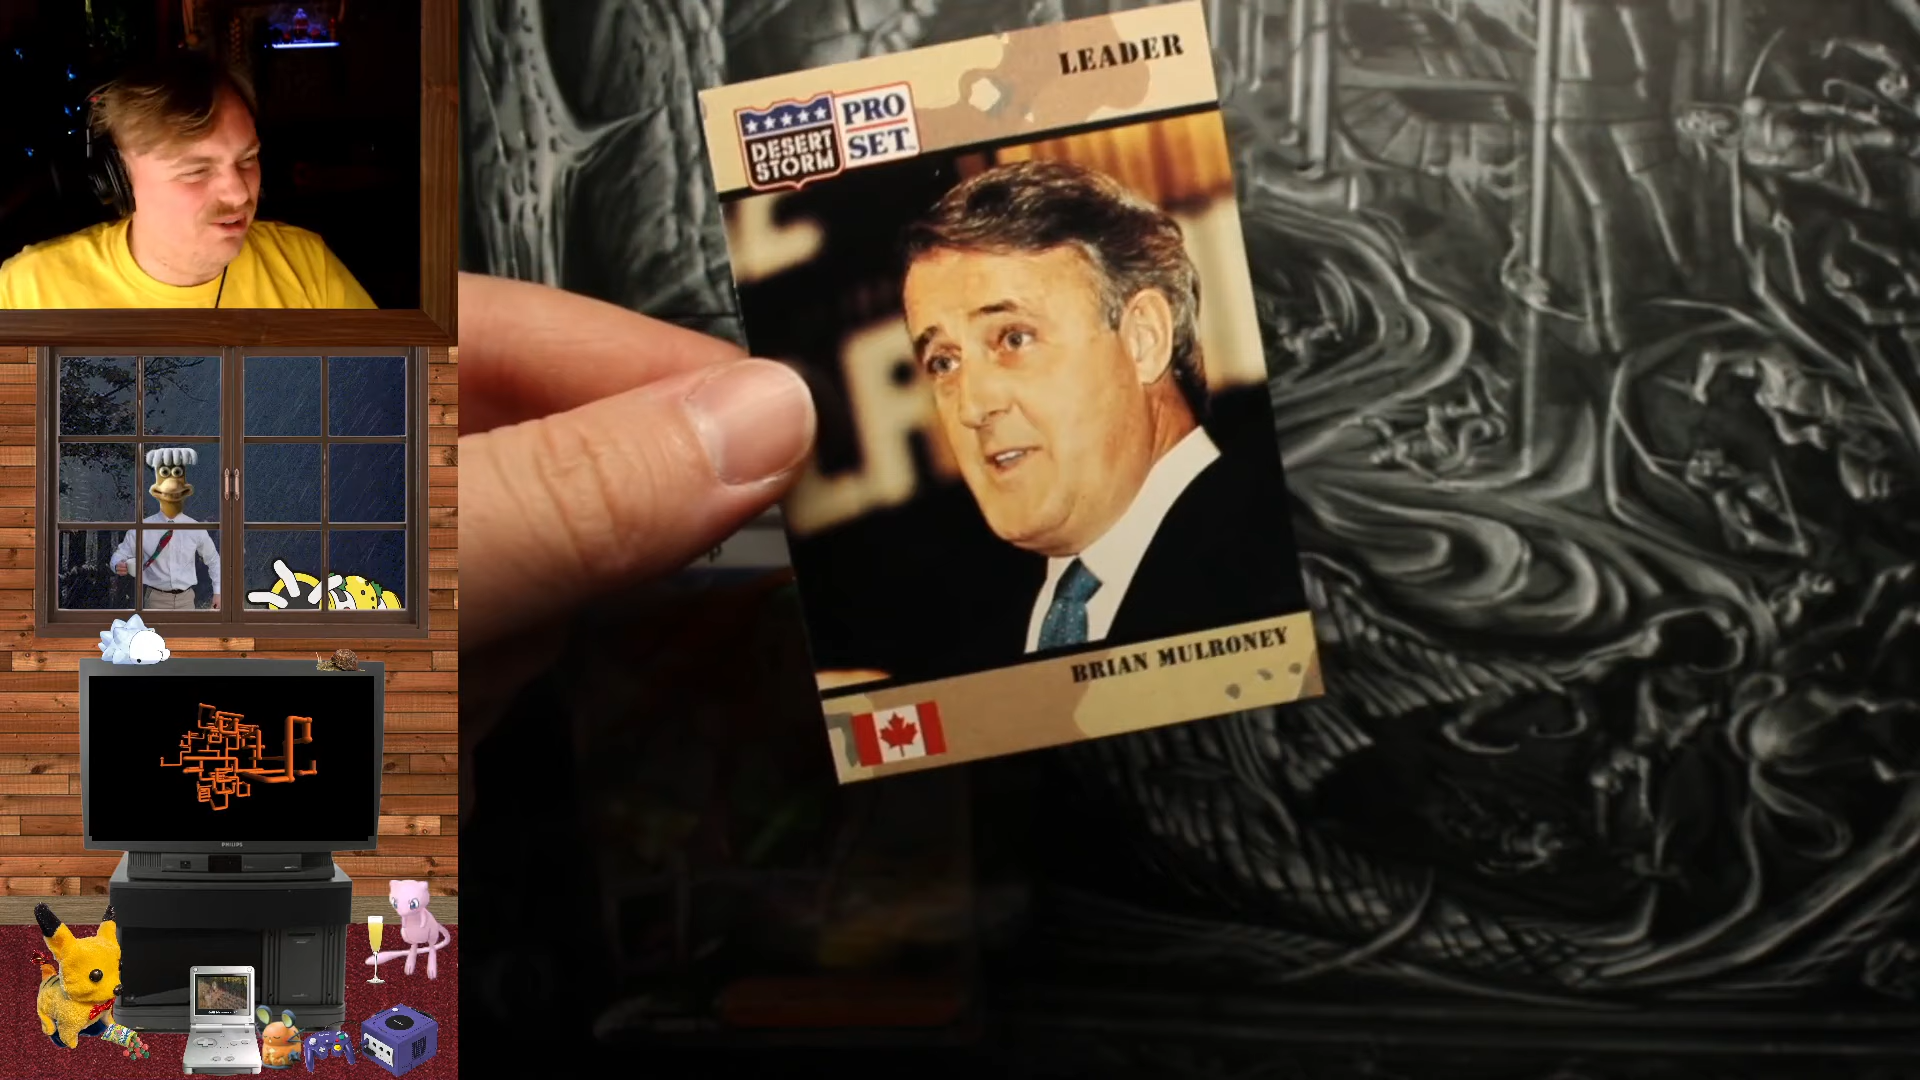 LEADER
DESERT
STORM
PRO
SET
BRIAN MULRONEY
PHILIPS